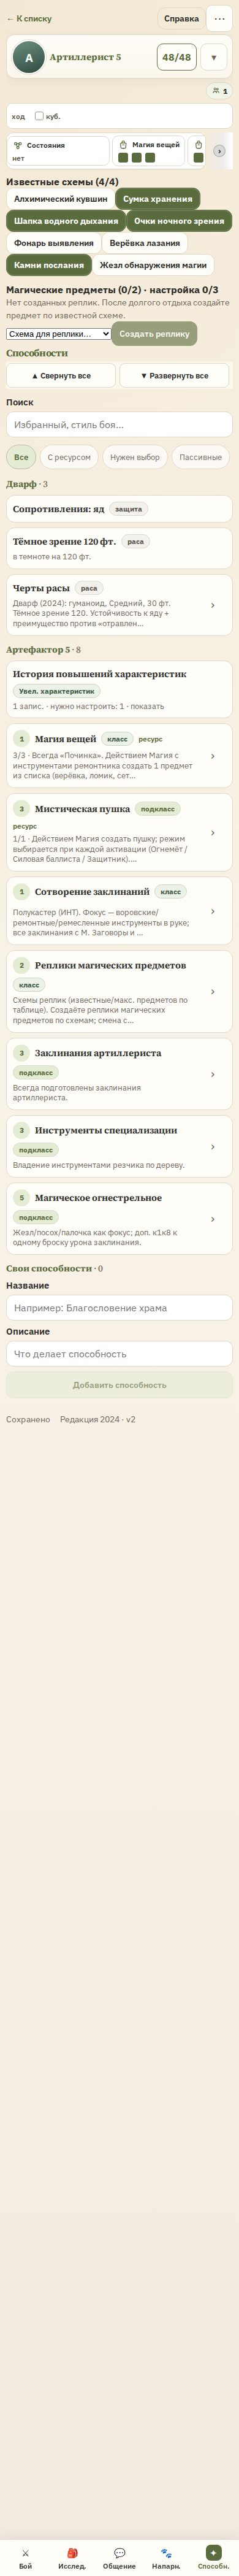 ← К списку
Справка
⋯
А
Артиллерист 5
48/48
▾
1
ход
куб.
Состояния
нет
Магия вещей
Известные схемы (4/4)
Алхимический кувшин
Сумка хранения
Шапка водного дыхания
Очки ночного зрения
Фонарь выявления
Верёвка лазания
Камни послания
Жезл обнаружения магии
Магические предметы (0/2) · настройка 0/3
Нет созданных реплик. После долгого отдыха создайте
предмет по известной схеме.
Схема для реплики…
Создать реплику
Способности
▲ Свернуть все
▼ Развернуть все
Поиск
Избранный, стиль боя…
Все
С ресурсом
Нужен выбор
Пассивные
Дварф · 3
Сопротивления: яд
защита
Тёмное зрение 120 фт.
раса
в темноте на 120 фт.
Черты расы
раса
Дварф (2024): гуманоид, Средний, 30 фт.
Тёмное зрение 120. Устойчивость к яду +
преимущество против «отравлен…
Артефактор 5 · 8
История повышений характеристик
Увел. характеристик
1 запис. · нужно настроить: 1 · показать
1
Магия вещей
класс
ресурс
3/3 · Всегда «Починка». Действием Магия с
инструментами ремонтника создаёт 1 предмет
из списка (верёвка, ломик, сет…
3
Мистическая пушка
подкласс
ресурс
1/1 · Действием Магия создать пушку; режим
выбирается при каждой активации (Огнемёт /
Силовая баллиста / Защитник).…
1
Сотворение заклинаний
класс
Полукастер (ИНТ). Фокус — воровские/
ремонтные/ремесленные инструменты в руке;
все заклинания с М. Заговоры и …
2
Реплики магических предметов
класс
Схемы реплик (известные/макс. предметов по
таблице). Создаёте реплики магических
предметов по схемам; смена с…
3
Заклинания артиллериста
подкласс
Всегда подготовлены заклинания
артиллериста.
3
Инструменты специализации
подкласс
Владение инструментами резчика по дереву.
5
Магическое огнестрельное
подкласс
Жезл/посох/палочка как фокус; доп. к1к8 к
одному броску урона заклинания.
Свои способности · 0
Название
Например: Благословение храма
Описание
Что делает способность
Добавить способность
Сохранено
Редакция 2024 · v2
Бой
Исслед.
Общение
Напарн.
Способн.